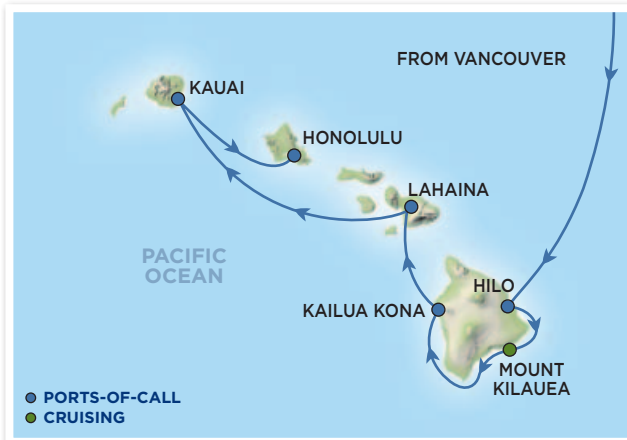 FROM VANCOUVER
KAUAI
HONOLULU
LAHAINA
PACIFIC
OCEAN
HILO
KAILUA KONA
MOUNT
KILAUEA
PORTS-OF-CALL
CRUISING